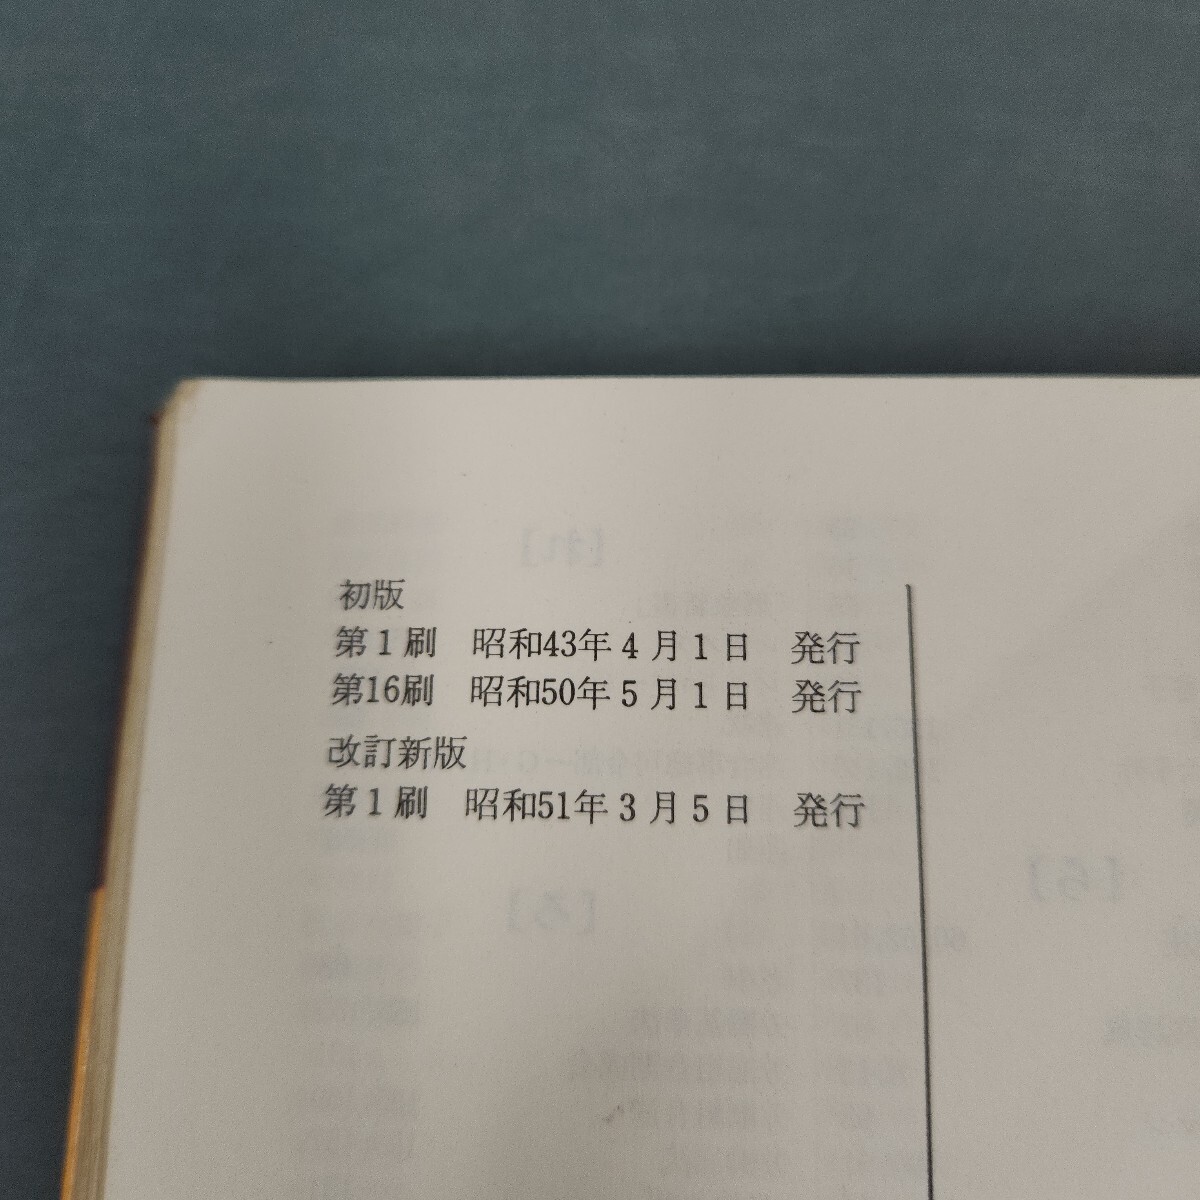 初版
第1刷 昭和43年4月1日 発行
第16刷 昭和50年5月1日 発行
改訂新版
第1刷 昭和51年3月5日 発行